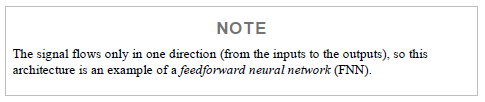 NOTE
The signal flows only in one direction (from the inputs to the outputs), so this
architecture is an example of a feedforward neural network (FNN).